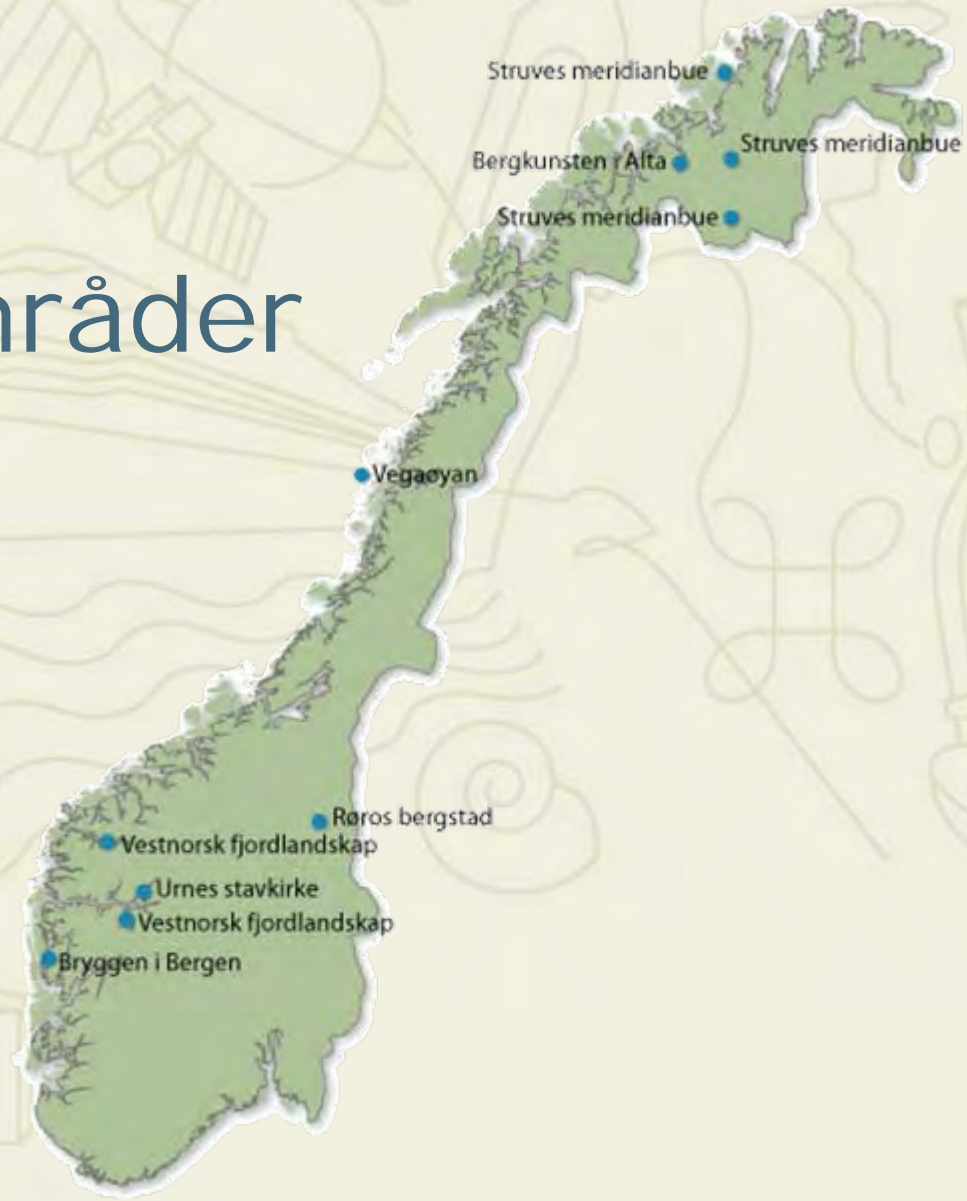 Struves meridianbue
Struves meridianbue
Bergkunsten i Alta
Struves meridianbue
råder
Vegaøyan
Røros bergstad
Vestnorsk fjordlandskap
Urnes stavkirke
Vestnorsk fjordlandskap
Bryggen i Bergen